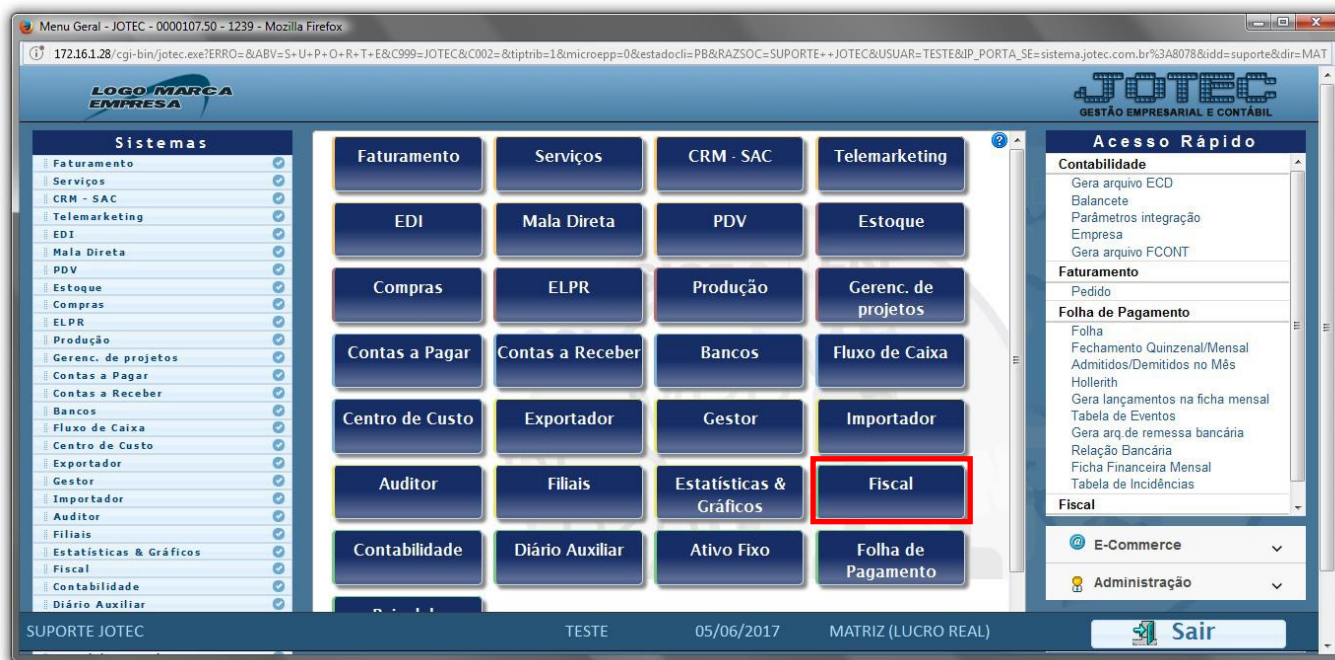 Menu Geral - JOTEC - 0000107.50 - 1239 - Mozilla Firefox
172.16.1.28/cgi-bin/jotec.exe?ERRO=&ABV=S+U+P+O+R+T+E&C999=JOTEC&C002=&tiptrib=1&microepp=0&estadocli=PB&RAZSOC=SUPORTE++JOTEC&USUAR=TESTE&IP_PORTA_SE=sistema.jotec.com.br%3A8078&idd=suporte&dir=MAT
LOGO MARCA
EMPRESA
JOTEC
GESTÃO EMPRESARIAL E CONTÁBIL
Sistemas
Faturamento
Serviços
CRM - SAC
Telemarketing
EDI
Mala Direta
PDV
Estoque
Compras
ELPR
Produção
Gerenc. de projetos
Contas a Pagar
Contas a Receber
Bancos
Fluxo de Caixa
Centro de Custo
Exportador
Gestor
Importador
Auditor
Filiais
Estatísticas & Gráficos
Fiscal
Contabilidade
Diário Auxiliar
Faturamento
Serviços
CRM - SAC
Telemarketing
EDI
Mala Direta
PDV
Estoque
Compras
ELPR
Produção
Gerenc. de
projetos
Contas a Pagar
Contas a Receber
Bancos
Fluxo de Caixa
Centro de Custo
Exportador
Gestor
Importador
Auditor
Filiais
Estatísticas &
Gráficos
Fiscal
Contabilidade
Diário Auxiliar
Ativo Fixo
Folha de
Pagamento
Acesso Rápido
Contabilidade
Gera arquivo ECD
Balancete
Parâmetros integração
Empresa
Gera arquivo FCONT
Faturamento
Pedido
Folha de Pagamento
Folha
Fechamento Quinzenal/Mensal
Admitidos/Demitidos no Mês
Hollerith
Gera lançamentos na ficha mensal
Tabela de Eventos
Gera arq.de remessa bancária
Relação Bancária
Ficha Financeira Mensal
Tabela de Incidências
Fiscal
E-Commerce
Administração
SUPORTE JOTEC
TESTE
05/06/2017
MATRIZ (LUCRO REAL)
Sair